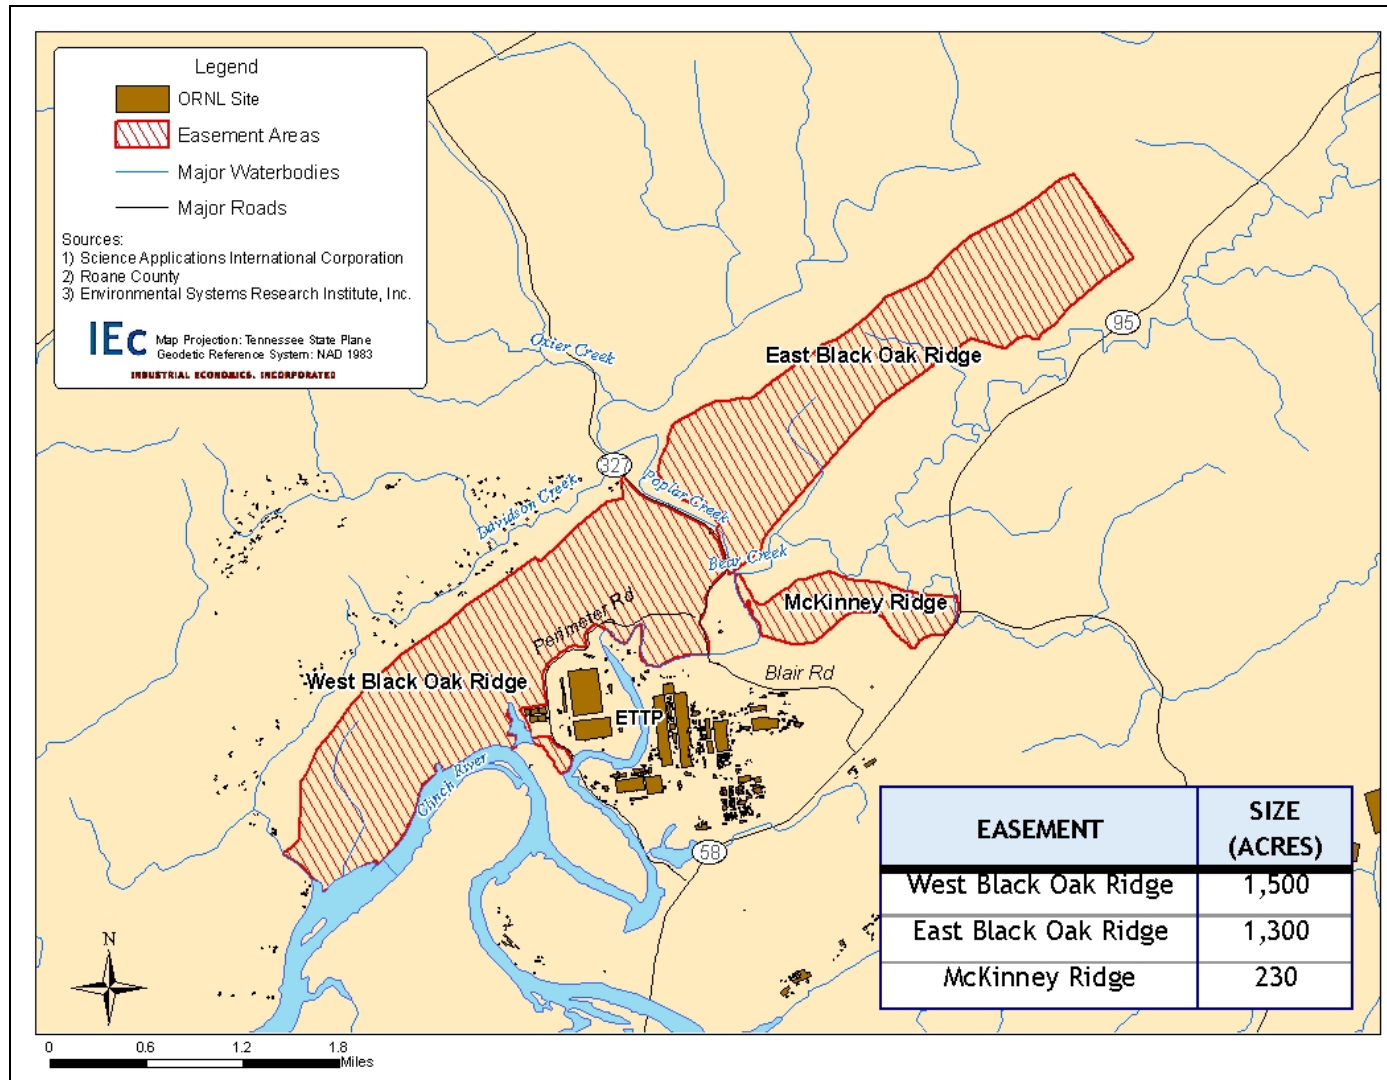 Legend
ORNL Site
Easement Areas
Major Waterbodies
Major Roads
Sources:
1) Science Applications International Corporation
2) Roane County
3) Environmental Systems Research Institute, Inc.
IEc
Map Projection: Tennessee State Plane
Geodetic Reference System: NAD 1983
INDUSTRIAL ECONOMICS, INCORPORATED
95
Oxier Creek
East Black Oak Ridge
327
Poplar Creek
Davidson Creek
Bear Creek
McKinney Ridge
Perimeter Rd
Blair Rd
West Black Oak Ridge
ETTP
Clinch River
58
EASEMENT
SIZE
(ACRES)
West Black Oak Ridge 1,500
East Black Oak Ridge 1,300
McKinney Ridge 230
N
0 0.6 1.2 1.8
Miles